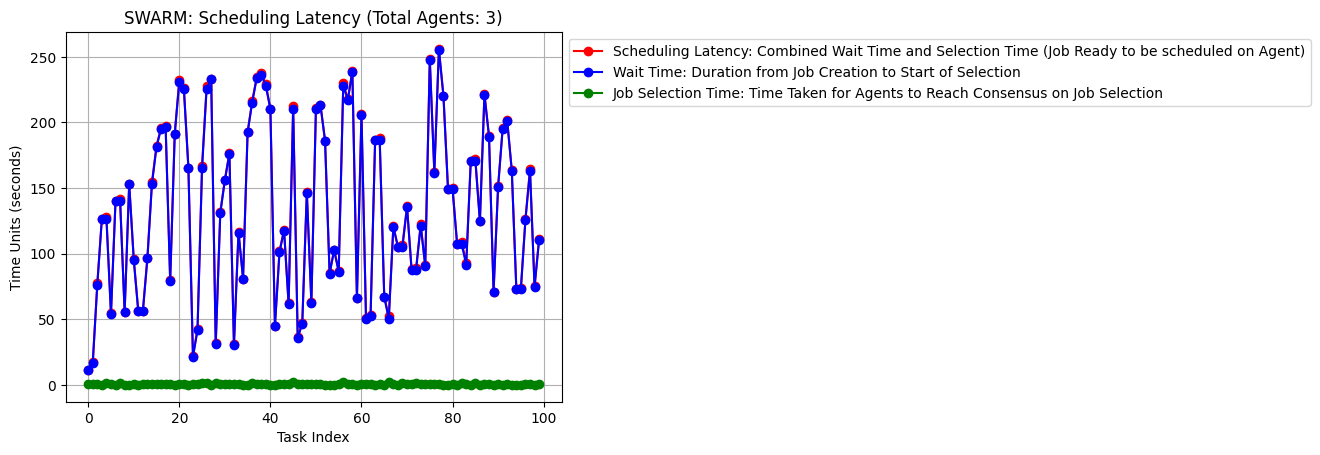 SWARM: Scheduling Latency (Total Agents: 3)
Scheduling Latency: Combined Wait Time and Selection Time (Job Ready to be scheduled on Agent)
Wait Time: Duration from Job Creation to Start of Selection
Job Selection Time: Time Taken for Agents to Reach Consensus on Job Selection
Time Units (seconds)
250
200
150
100
50
0
0 20 40 60 80 100
Task Index